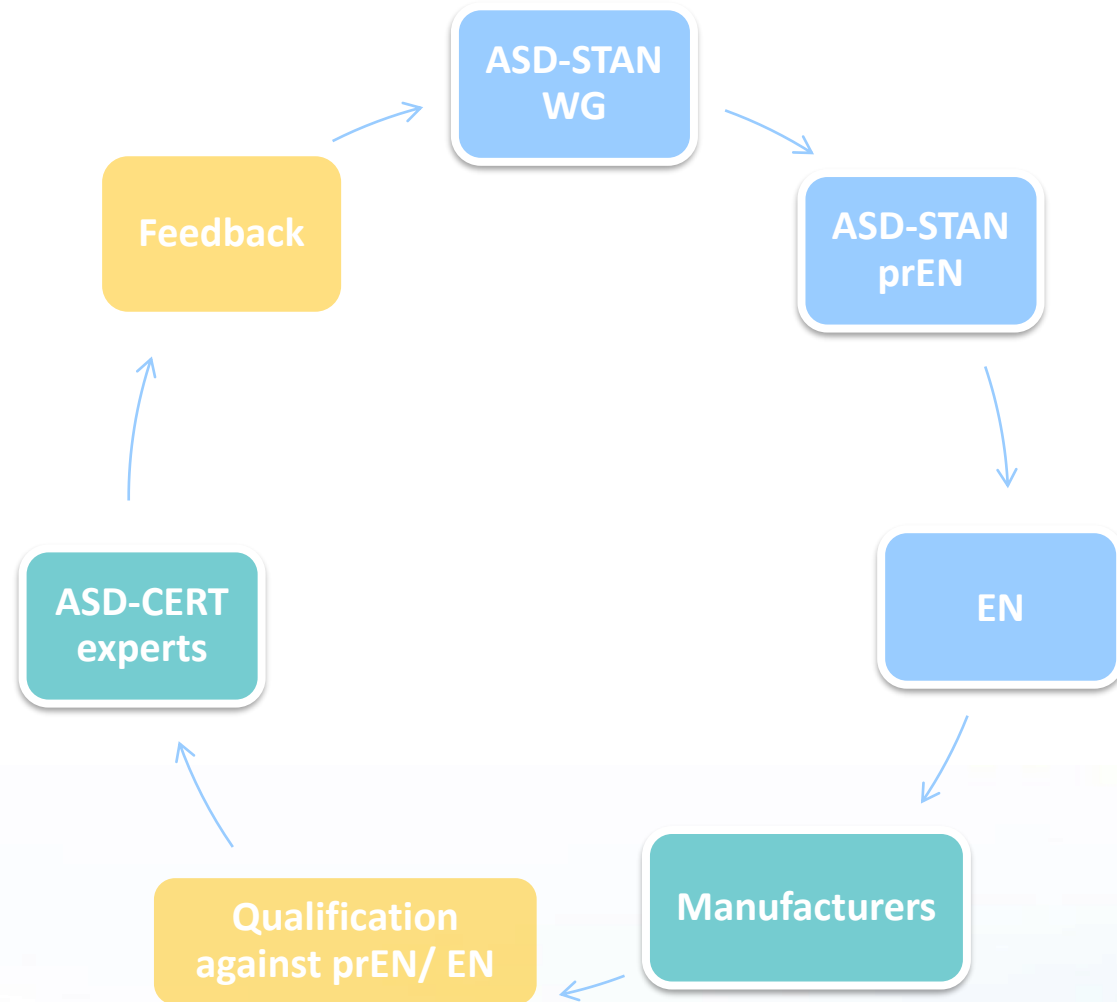 ASD-STAN
WG
ASD-STAN
prEN
EN
Manufacturers
Qualification
against prEN/ EN
ASD-CERT
experts
Feedback